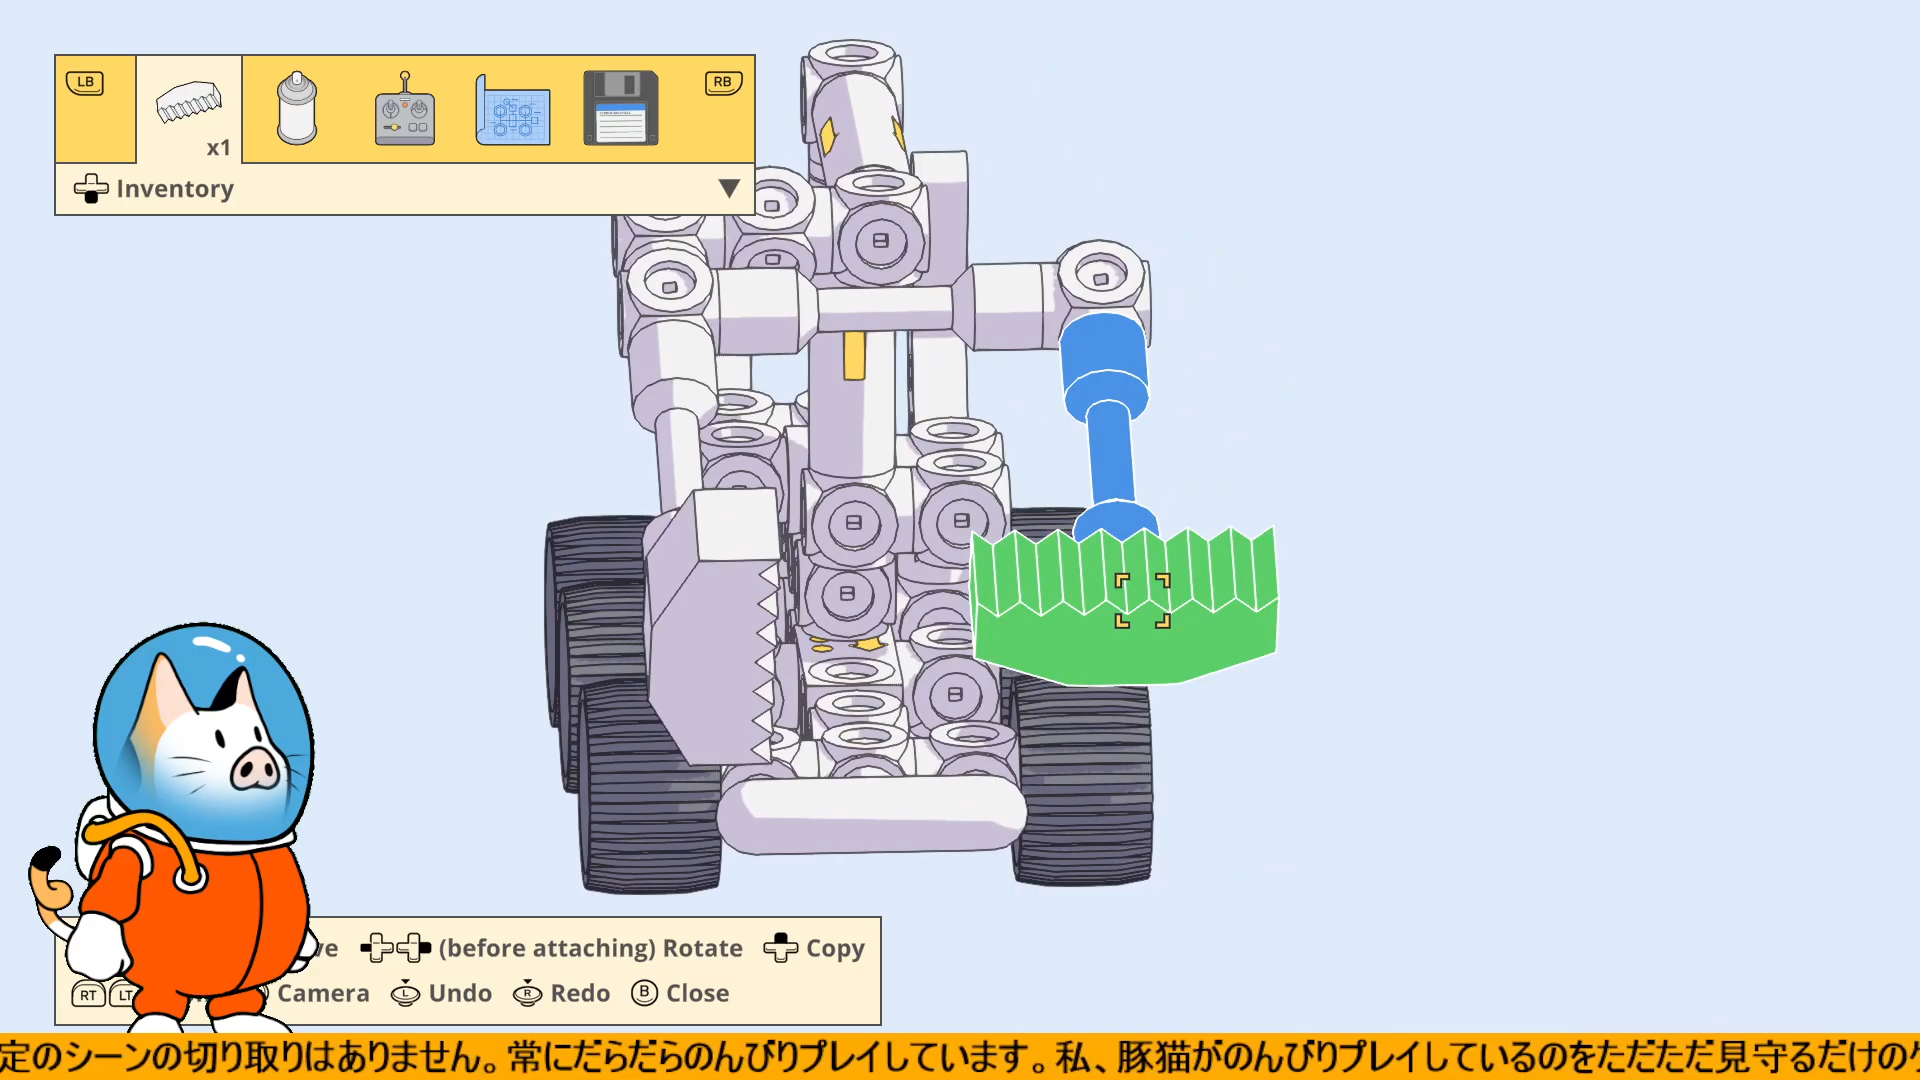 LB
RB
x1
Inventory
(before attaching) Rotate
Copy
RT
LT
Camera
L
Undo
R
Redo
B
Close
定のシーンの切り取りはありません。常にだらだらのんびりプレイしています。私、豚猫がのんびりプレイしているのをただただ見守るだけの